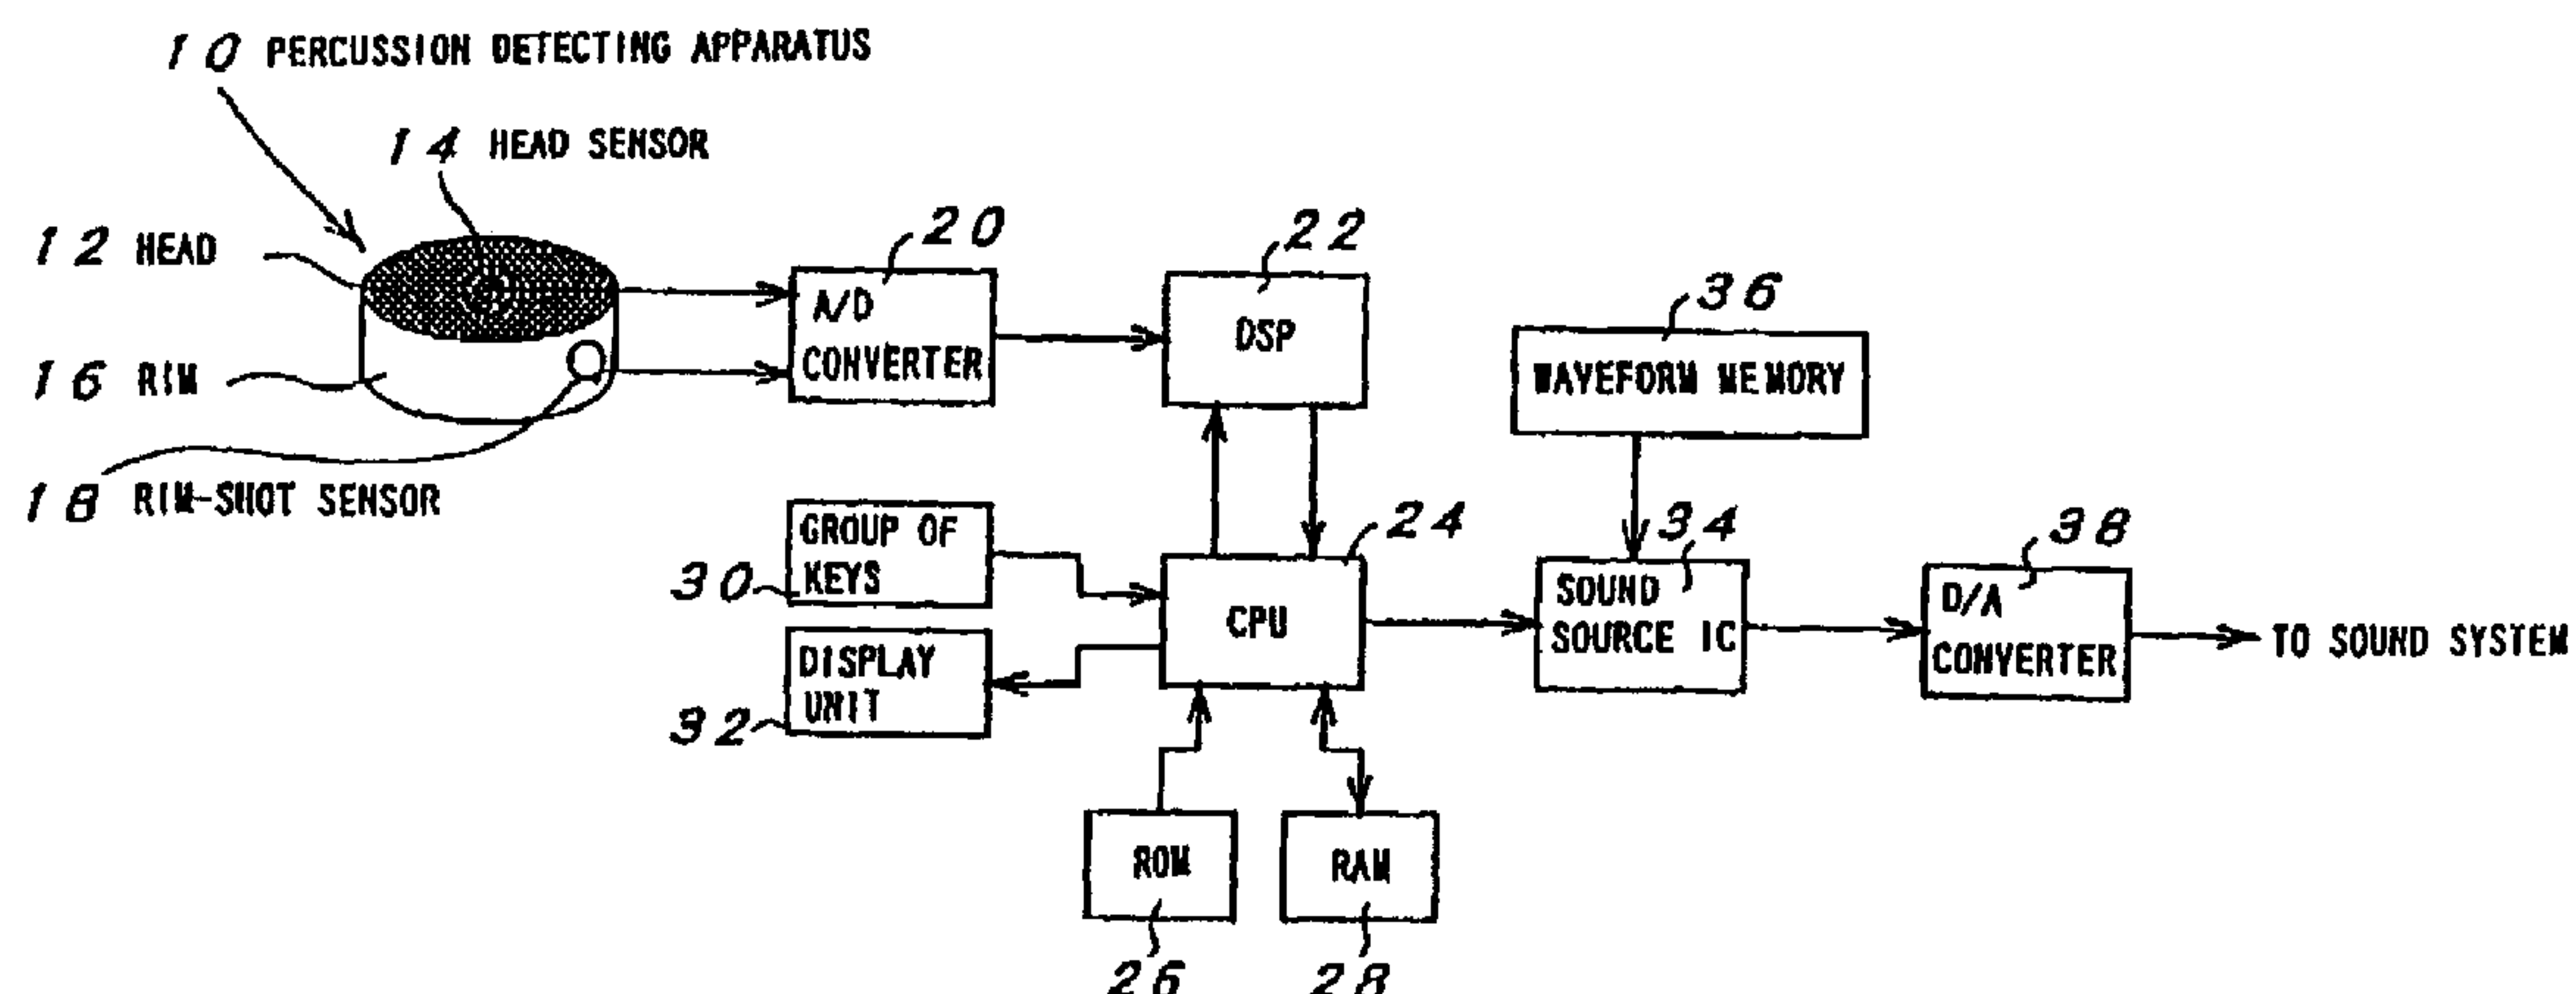 10 PERCUSSION DETECTING APPARATUS
14 HEAD SENSOR
12 HEAD
16 RIM
18 RIM-SHOT SENSOR
20
A/D
CONVERTER
22
DSP
36
WAVEFORM MEMORY
GROUP OF
KEYS
30
DISPLAY
UNIT
32
24
CPU
34
SOUND
SOURCE IC
38
D/A
CONVERTER
TO SOUND SYSTEM
ROM
26
RAM
28